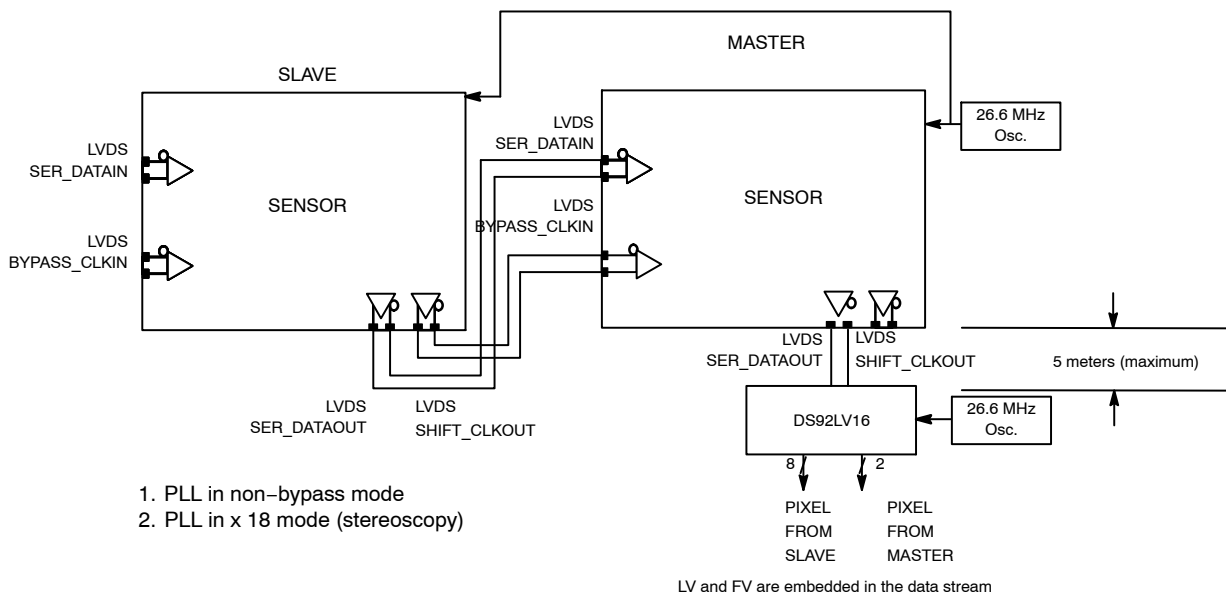 MASTER
SLAVE
26.6 MHz
Osc.
LVDS
SER_DATAIN
SENSOR
LVDS
BYPASS_CLKIN
LVDS
SER_DATAIN
SENSOR
LVDS
BYPASS_CLKIN
LVDS
SER_DATAOUT
LVDS
SHIFT_CLKOUT
LVDS
SER_DATAOUT
LVDS
SHIFT_CLKOUT
5 meters (maximum)
DS92LV16
26.6 MHz
Osc.
8
2
1. PLL in non−bypass mode
2. PLL in x 18 mode (stereoscopy)
PIXEL
FROM
SLAVE
PIXEL
FROM
MASTER
LV and FV are embedded in the data stream